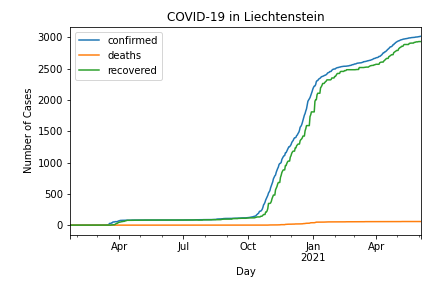 COVID-19 in Liechtenstein
confirmed
deaths
recovered
Number of Cases
3000
2500
2000
1500
1000
500
0
Apr
Jul
Oct
Jan
2021
Apr
Day